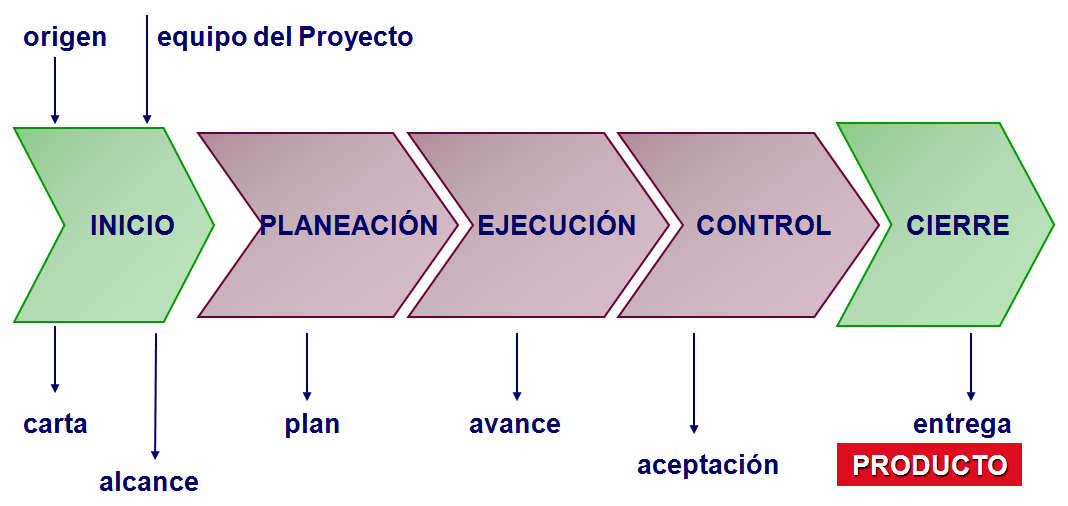 origen
equipo del Proyecto
INICIO
PLANEACIÓN
EJECUCIÓN
CONTROL
CIERRE
carta
alcance
plan
avance
aceptación
entrega
PRODUCTO